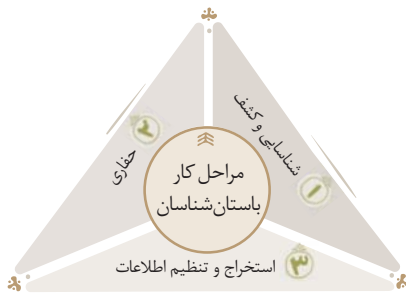 مراحل کار
باستان‌شناسان
۱
شناسایی و کشف
۲
حفاری
۳
استخراج و تنظیم اطلاعات